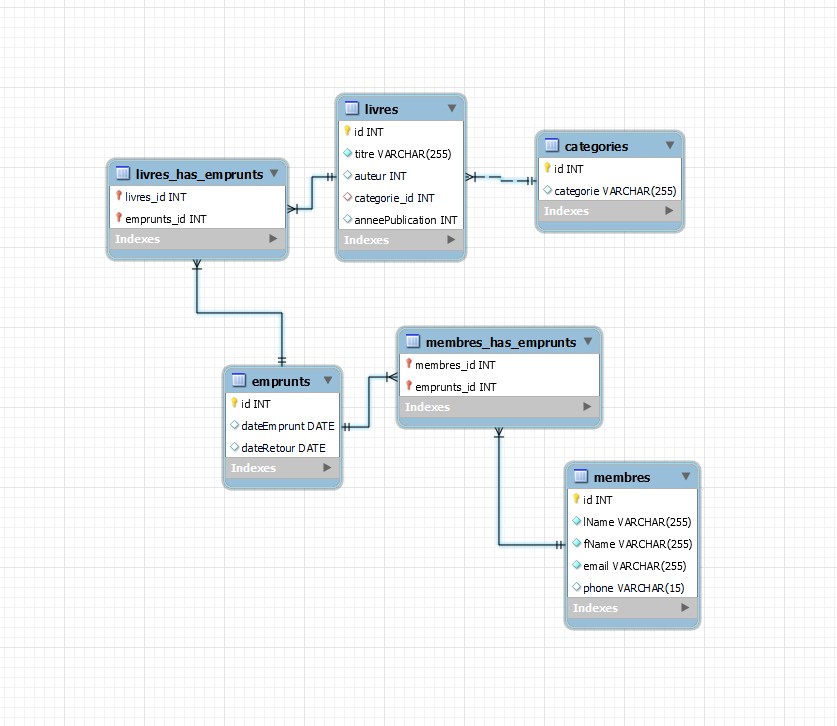 livres
id INT
titre VARCHAR(255)
auteur INT
categorie_id INT
anneePublication INT
Indexes
categories
id INT
categorie VARCHAR(255)
Indexes
livres_has_emprunts
livres_id INT
emprunts_id INT
Indexes
membres_has_emprunts
membres_id INT
emprunts_id INT
Indexes
emprunts
id INT
dateEmprunt DATE
dateRetour DATE
Indexes
membres
id INT
lName VARCHAR(255)
fName VARCHAR(255)
email VARCHAR(255)
phone VARCHAR(15)
Indexes